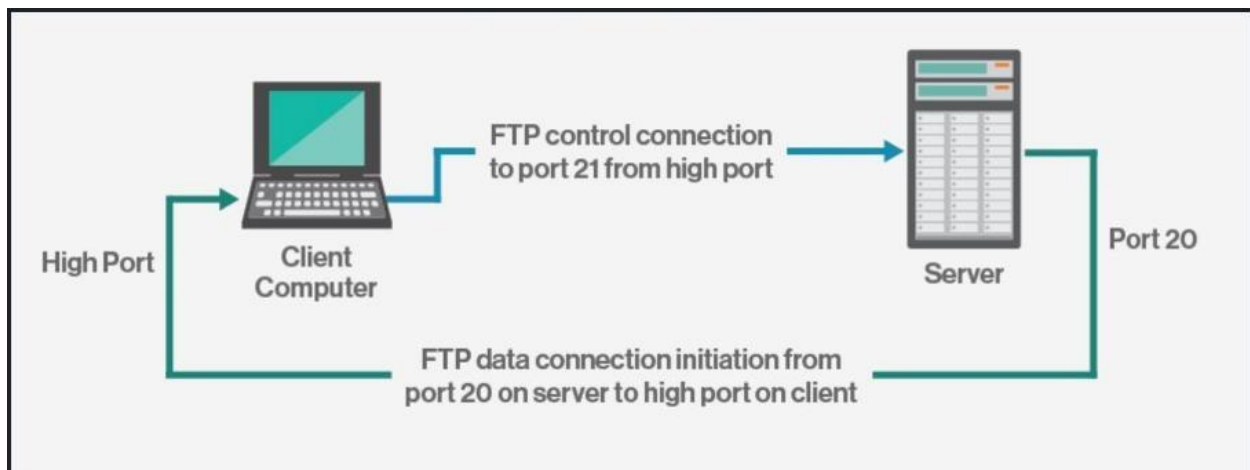 FTP control connection
to port 21 from high port
High Port
Client
Computer
Server
Port 20
FTP data connection initiation from
port 20 on server to high port on client